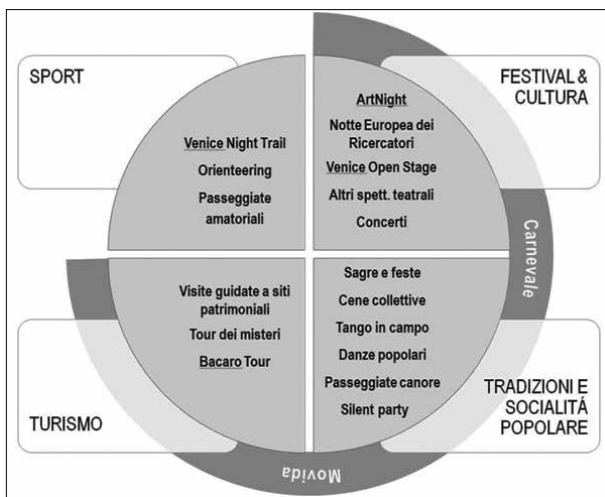 SPORT
Venice Night Trail
Orienteering
Passeggiate
amatoriali
FESTIVAL &
CULTURA
ArtNight
Notte Europea dei
Ricercatori
Venice Open Stage
Altri spett. teatrali
Concerti
Carnevale
Visite guidate a siti
patrimoniali
Tour dei misteri
Bacaro Tour
TURISMO
Sagre e feste
Cene collettive
Tango in campo
Danze popolari
Passeggiate canore
Silent party
TRADIZIONI E
SOCIALITÁ
POPOLARE
Movida